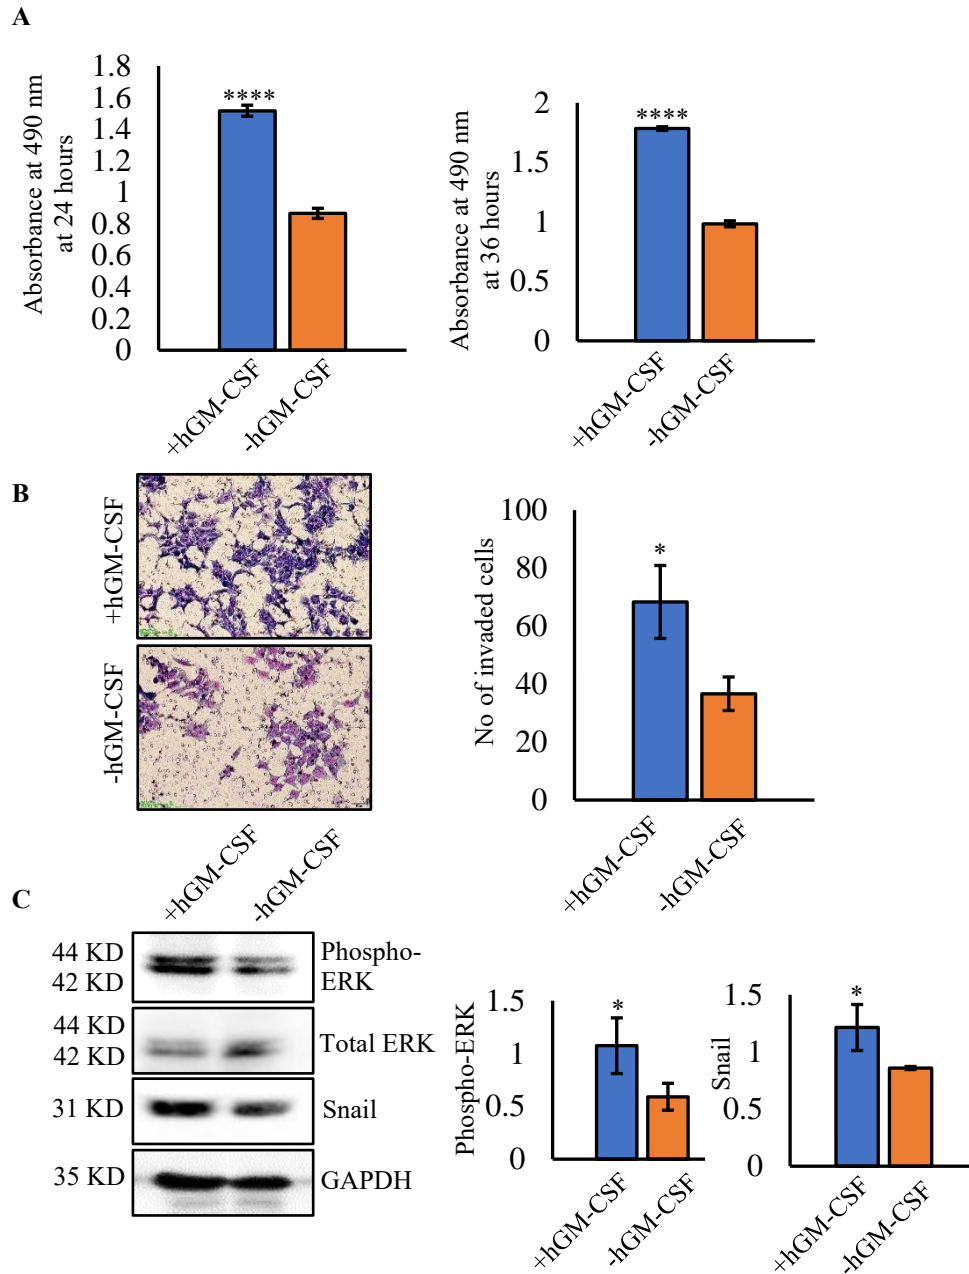 A
Absorbance at 490 nm
at 24 hours
1.8
1.6
1.4
1.2
1
0.8
0.6
0.4
0.2
0
****
+hGM-CSF
-hGM-CSF
Absorbance at 490 nm
at 36 hours
2
1.5
1
0.5
0
****
+hGM-CSF
-hGM-CSF
B
+hGM-CSF
-hGM-CSF
No of invaded cells
100
80
60
40
20
0
*
+hGM-CSF
-hGM-CSF
C
+hGM-CSF
-hGM-CSF
44 KD
42 KD
Phospho-
ERK
44 KD
42 KD
Total ERK
31 KD
Snail
35 KD
GAPDH
Phospho-ERK
1.5
1
0.5
0
*
+hGM-CSF
-hGM-CSF
Snail
1.5
1
0.5
0
*
+hGM-CSF
-hGM-CSF